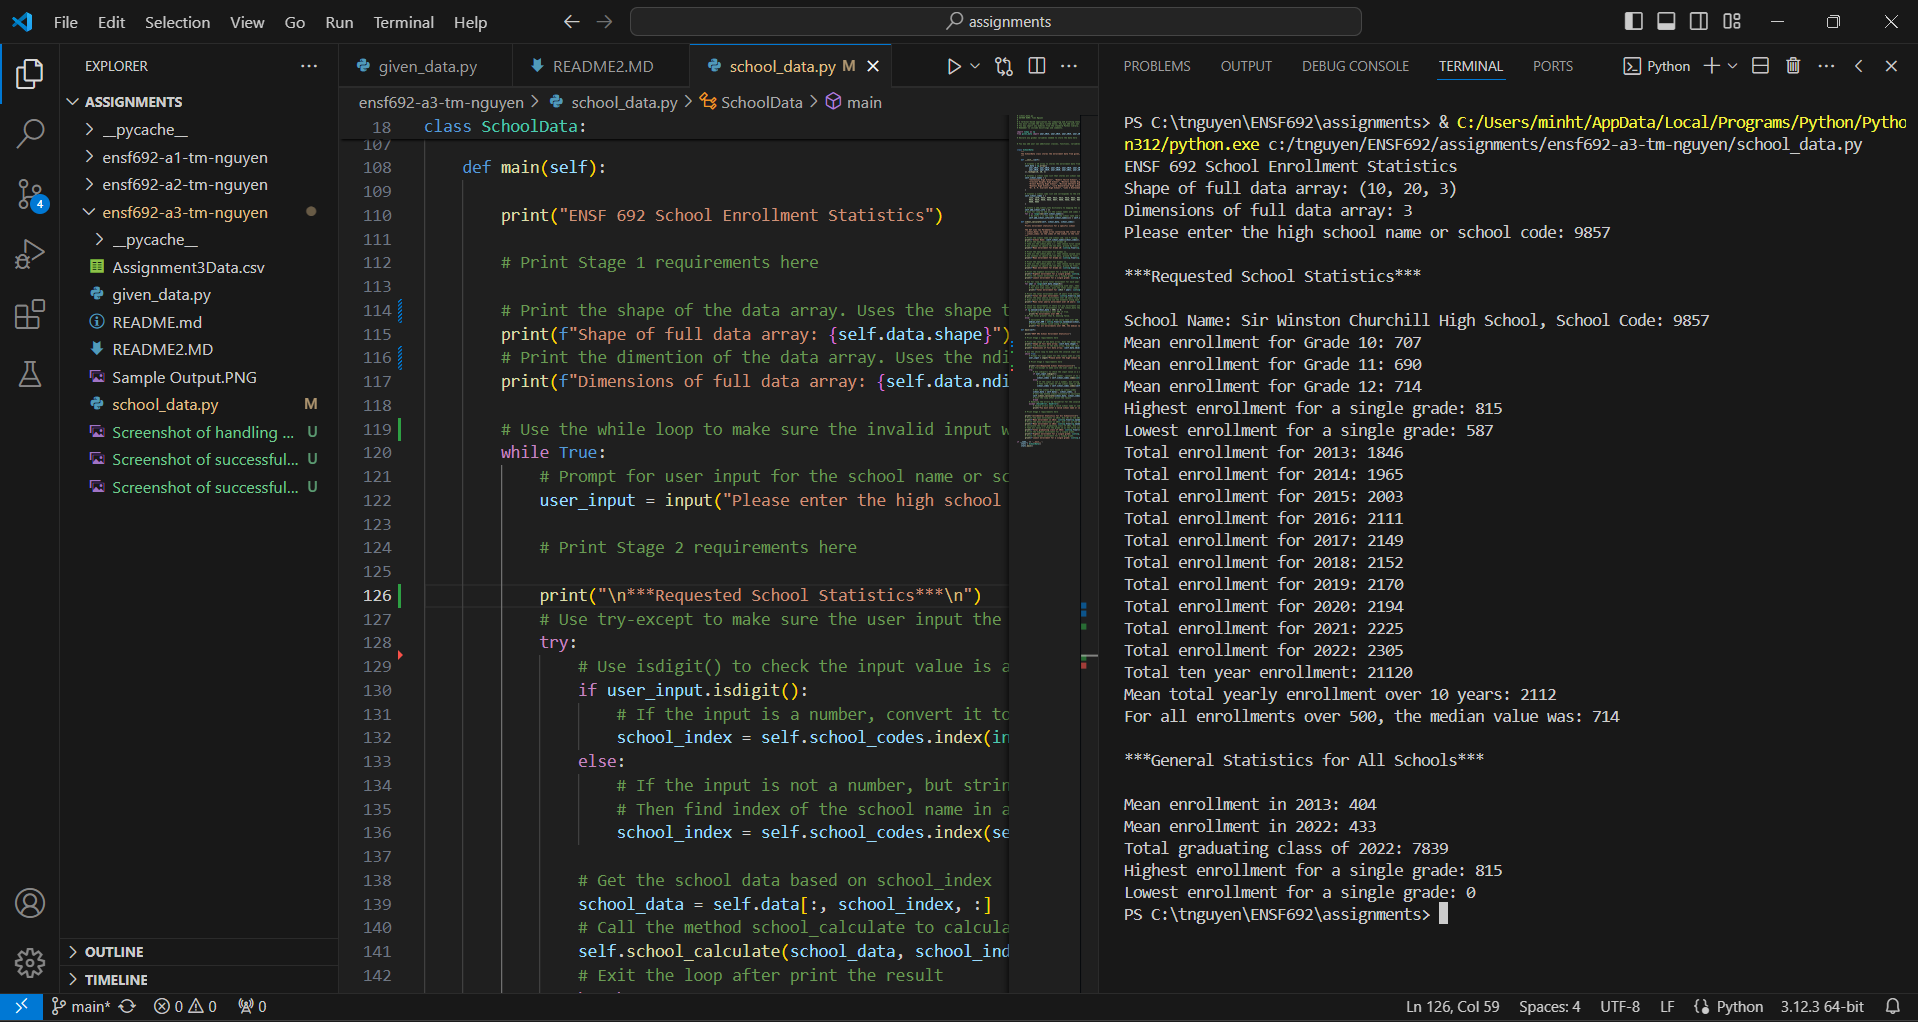 File Edit Selection View Go Run Terminal Help
assignments
EXPLORER
ASSIGNMENTS
__pycache__
ensf692-a1-tm-nguyen
ensf692-a2-tm-nguyen
ensf692-a3-tm-nguyen
__pycache__
Assignment3Data.csv
given_data.py
README.md
README2.MD
Sample Output.PNG
school_data.py M
Screenshot of handling ... U
Screenshot of successful... U
Screenshot of successful... U
4
OUTLINE
TIMELINE
given_data.py README2.MD school_data.py M
ensf692-a3-tm-nguyen > school_data.py > SchoolData > main
18 class SchoolData:
107
108 def main(self):
109
110 print("ENSF 692 School Enrollment Statistics")
111
112 # Print Stage 1 requirements here
113
114 # Print the shape of the data array. Uses the shape t
115 print(f"Shape of full data array: {self.data.shape}")
116 # Print the dimention of the data array. Uses the ndi
117 print(f"Dimensions of full data array: {self.data.ndi
118
119 # Use the while loop to make sure the invalid input w
120 while True:
121 # Prompt for user input for the school name or sc
122 user_input = input("Please enter the high school
123
124 # Print Stage 2 requirements here
125
126 print("\n***Requested School Statistics***\n")
127 # Use try-except to make sure the user input the
128 try:
129 # Use isdigit() to check the input value is a
130 if user_input.isdigit():
131 # If the input is a number, convert it to
132 school_index = self.school_codes.index(in
133 else:
134 # If the input is not a number, but strin
135 # Then find index of the school name in a
136 school_index = self.school_codes.index(se
137
138 # Get the school data based on school_index
139 school_data = self.data[:, school_index, :]
140 # Call the method school_calculate to calcula
141 self.school_calculate(school_data, school_ind
142 # Exit the loop after print the result
PROBLEMS OUTPUT DEBUG CONSOLE TERMINAL PORTS Python
PS C:\tnguyen\ENSF692\assignments> & C:/Users/minht/AppData/Local/Programs/Python/Pytho
n312/python.exe c:/tnguyen/ENSF692/assignments/ensf692-a3-tm-nguyen/school_data.py
ENSF 692 School Enrollment Statistics
Shape of full data array: (10, 20, 3)
Dimensions of full data array: 3
Please enter the high school name or school code: 9857
***Requested School Statistics***
School Name: Sir Winston Churchill High School, School Code: 9857
Mean enrollment for Grade 10: 707
Mean enrollment for Grade 11: 690
Mean enrollment for Grade 12: 714
Highest enrollment for a single grade: 815
Lowest enrollment for a single grade: 587
Total enrollment for 2013: 1846
Total enrollment for 2014: 1965
Total enrollment for 2015: 2003
Total enrollment for 2016: 2111
Total enrollment for 2017: 2149
Total enrollment for 2018: 2152
Total enrollment for 2019: 2170
Total enrollment for 2020: 2194
Total enrollment for 2021: 2225
Total enrollment for 2022: 2305
Total ten year enrollment: 21120
Mean total yearly enrollment over 10 years: 2112
For all enrollments over 500, the median value was: 714
***General Statistics for All Schools***
Mean enrollment in 2013: 404
Mean enrollment in 2022: 433
Total graduating class of 2022: 7839
Highest enrollment for a single grade: 815
Lowest enrollment for a single grade: 0
PS C:\tnguyen\ENSF692\assignments>
main* 0 0 0 Ln 126, Col 59 Spaces: 4 UTF-8 LF Python 3.12.3 64-bit